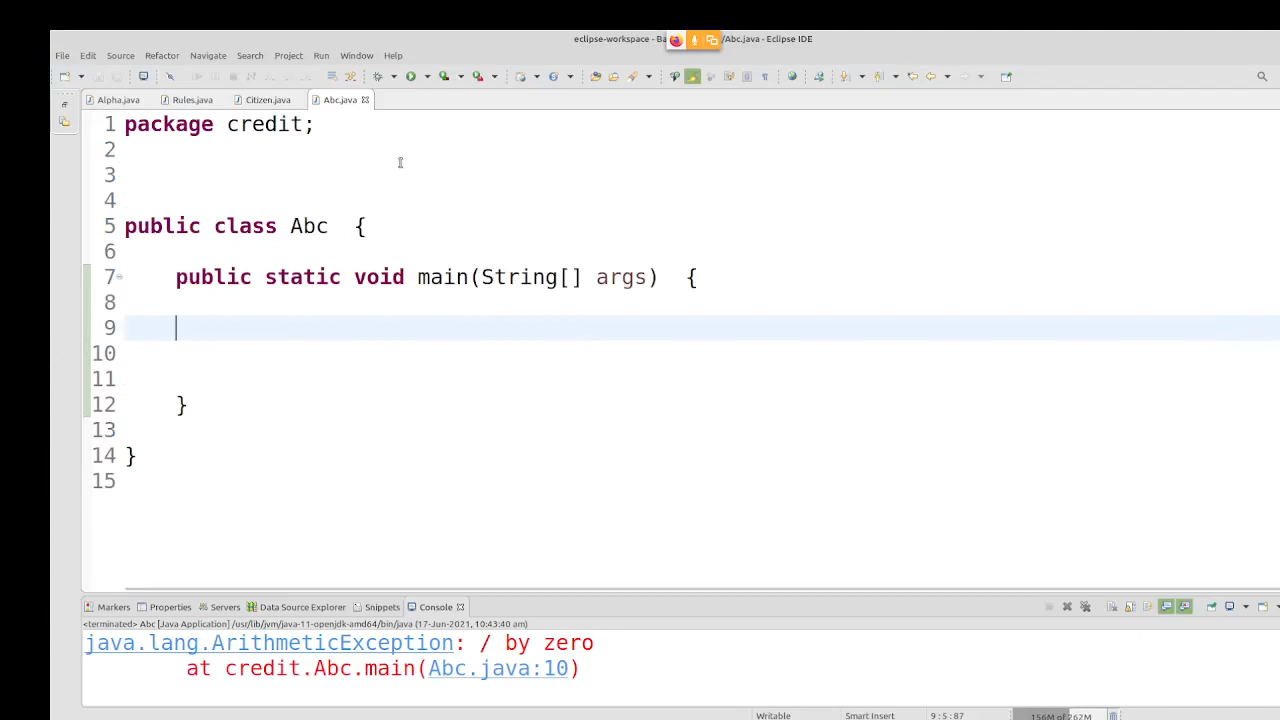 eclipse-workspace - Ba /Abc.java - Eclipse IDE
File Edit Source Refactor Navigate Search Project Run Window Help
Alpha.java Rules.java Citizen.java Abc.java
1 package credit;
2
3
4
5 public class Abc {
6
7 public static void main(String[] args) {
8
9
10
11
12 }
13
14 }
15
Markers Properties Servers Data Source Explorer Snippets Console
<terminated> Abc [Java Application] /usr/lib/jvm/java-11-openjdk-amd64/bin/java (17-Jun-2021, 10:43:40 am)
java.lang.ArithmeticException: / by zero
at credit.Abc.main(Abc.java:10)
Writable Smart Insert 9 : 5 : 87 156M of 262M